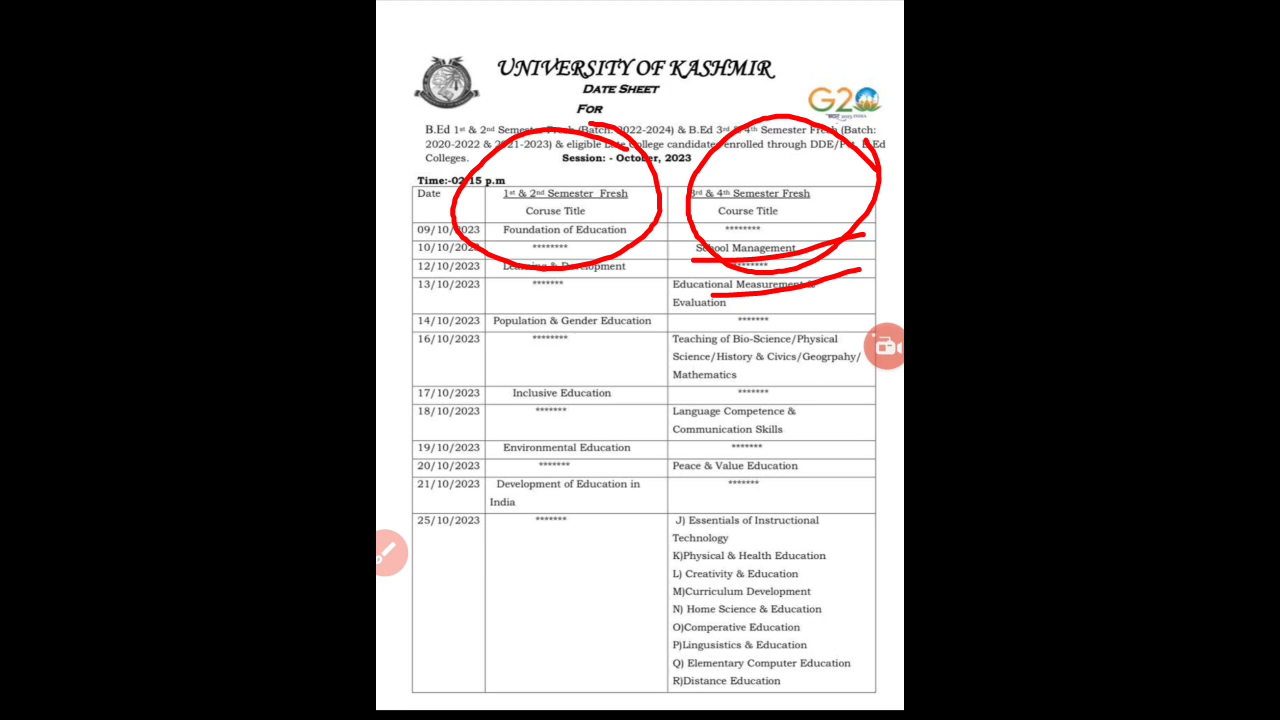 UNIVERSITY OF KASHMIR
DATE SHEET
FOR
G20
B.Ed 1st & 2nd Semester Fresh (Batch: 2022-2024) & B.Ed 3rd & 4th Semester Fresh (Batch:
2020-2022 & 2021-2023) & eligible Late College candidates enrolled through DDE/Pvt. B.Ed
Colleges. Session: - October, 2023
Time:-02:15 p.m
Date 1st & 2nd Semester Fresh 3rd & 4th Semester Fresh
Coruse Title Course Title
09/10/2023 Foundation of Education ********
10/10/2023 ******** School Management
12/10/2023 Learning & Development *******
13/10/2023 ******* Educational Measurement &
Evaluation
14/10/2023 Population & Gender Education *******
16/10/2023 ******** Teaching of Bio-Science/Physical
Science/History & Civics/Geogrpahy/
Mathematics
17/10/2023 Inclusive Education *******
18/10/2023 ******* Language Competence &
Communication Skills
19/10/2023 Environmental Education *******
20/10/2023 ******* Peace & Value Education
21/10/2023 Development of Education in *******
India
25/10/2023 ******* J) Essentials of Instructional
Technology
K)Physical & Health Education
L) Creativity & Education
M)Curriculum Development
N) Home Science & Education
O)Comperative Education
P)Lingusistics & Education
Q) Elementary Computer Education
R)Distance Education